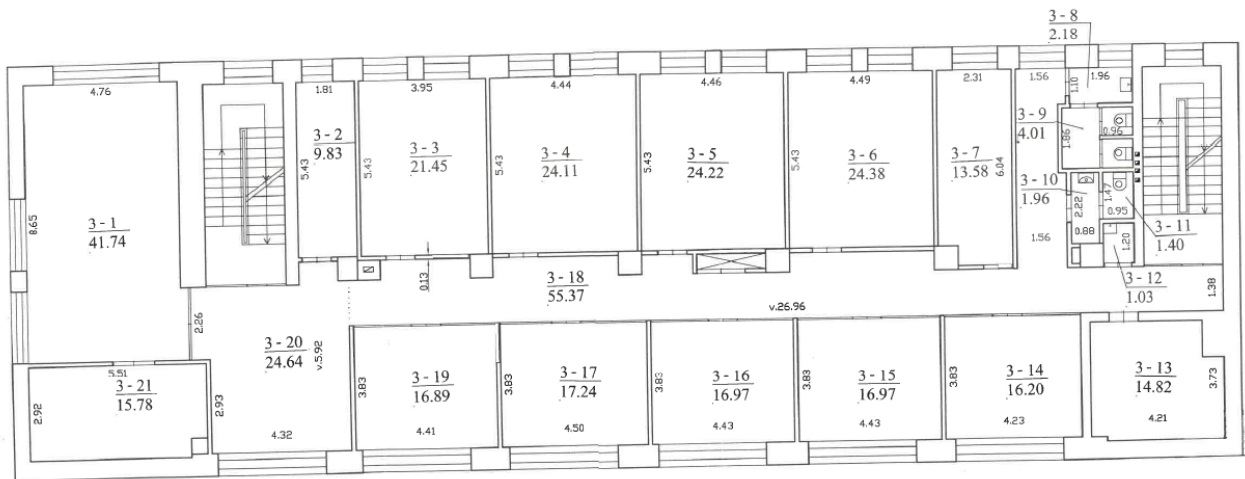 3 - 8
2.18
4.76
1.81
3.95
4.44
4.46
4.49
2.31
1.56
1.10
1.96
3 - 9
4.01
1.86
0.96
3 - 2
9.83
5.43
3 - 3
21.45
5.43
3 - 4
24.11
5.43
3 - 5
24.22
5.43
3 - 6
24.38
5.43
3 - 7
13.58
6.04
3 - 10
1.96
1.47
2.22
0.95
0.88
3 - 11
1.40
1.56
1.20
8.65
3 - 1
41.74
0.13
3 - 18
55.37
3 - 12
1.03
1.38
v.26.96
2.26
3 - 20
24.64
v.5.92
5.51
3 - 21
15.78
2.92
2.93
4.32
3.83
3 - 19
16.89
4.41
3.83
3 - 17
17.24
4.50
3.83
3 - 16
16.97
4.43
3.83
3 - 15
16.97
4.43
3.83
3 - 14
16.20
4.23
3 - 13
14.82
3.73
4.21